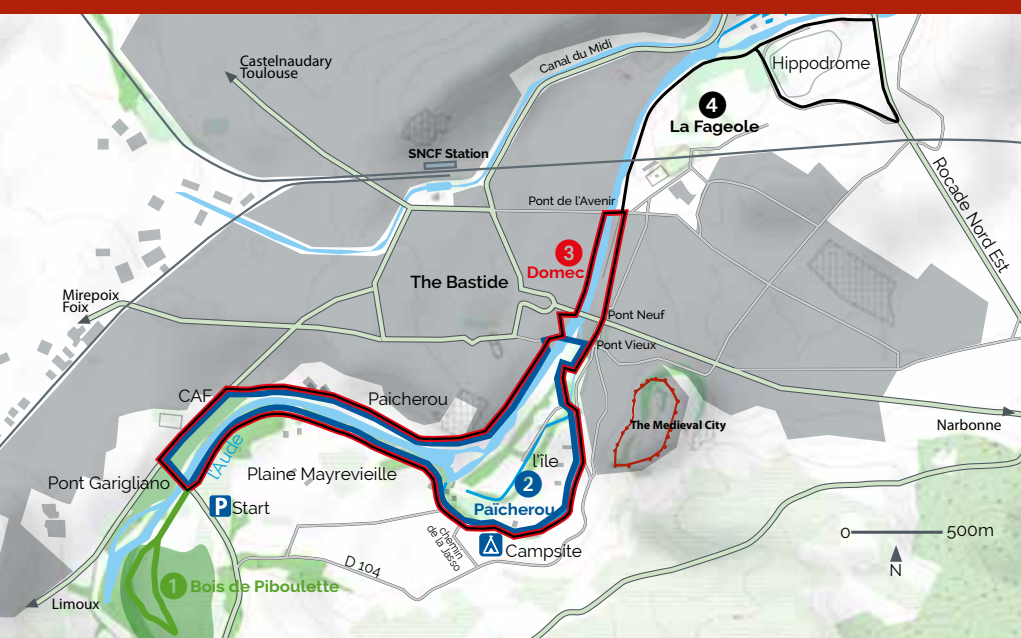 Castelnaudary
Toulouse
Canal du Midi
Hippodrome
4
La Fageole
SNCF Station
Rocade Nord Est
Pont de l'Avenir
3
Domec
The Bastide
Mirepoix
Foix
Pont Neuf
Pont Vieux
CAF
Paicherou
The Medieval City
Narbonne
l'Aude
Plaine Mayrevieille
l'île
2
Païcherou
Pont Garigliano
P
Start
chemin
de la Jasso
Campsite
0
500m
N
D 104
1
Bois de Piboulette
Limoux